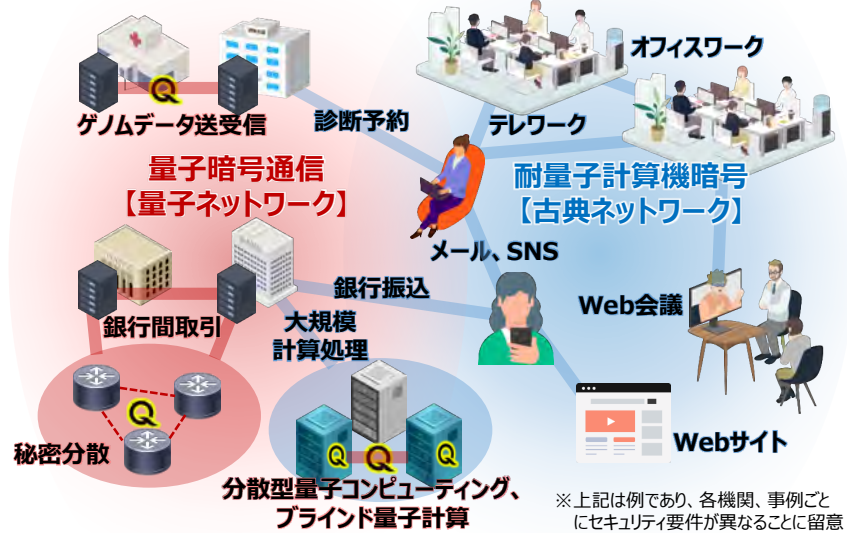 オフィスワーク
ゲノムデータ送受信
診断予約
テレワーク
量子暗号通信
【量子ネットワーク】
耐量子計算機暗号
【古典ネットワーク】
メール、SNS
銀行振込
Web会議
銀行間取引
大規模
計算処理
秘密分散
Webサイト
分散型量子コンピューティング、
ブラインド量子計算
※上記は例であり、各機関、事例ごと
にセキュリティ要件が異なることに留意
Q
Q
Q
Q
Q